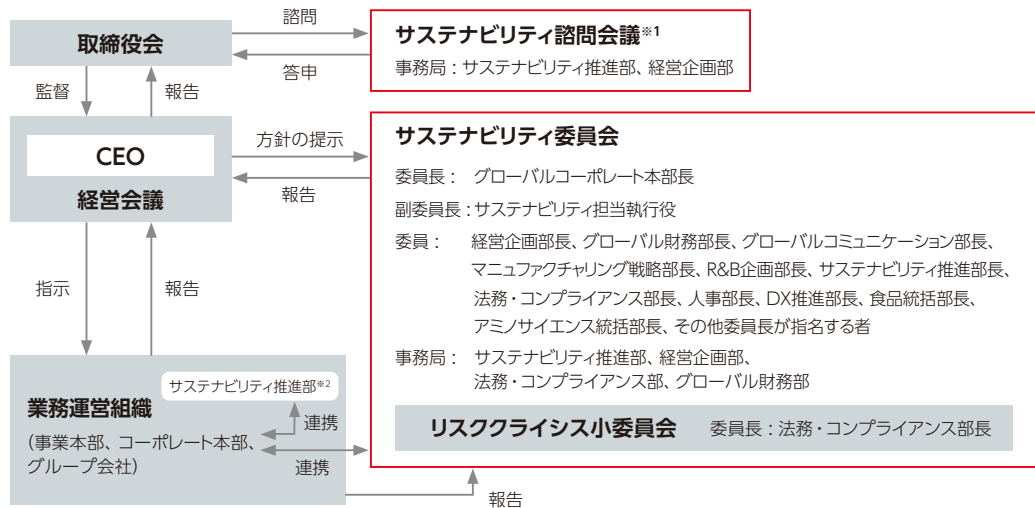 諮問
取締役会
サステナビリティ諮問会議※1
事務局：サステナビリティ推進部、経営企画部
答申
監督
報告
CEO
経営会議
方針の提示
報告
サステナビリティ委員会
委員長： グローバルコーポレート本部長
副委員長：サステナビリティ担当執行役
委員： 経営企画部長、グローバル財務部長、グローバルコミュニケーション部長、
マニュファクチャリング戦略部長、R&B企画部長、サステナビリティ推進部長、
法務・コンプライアンス部長、人事部長、DX推進部長、食品統括部長、
アミノサイエンス統括部長、その他委員長が指名する者
事務局： サステナビリティ推進部、経営企画部、
法務・コンプライアンス部、グローバル財務部
リスククライシス小委員会 委員長：法務・コンプライアンス部長
指示
報告
サステナビリティ推進部※2
業務運営組織
（事業本部、コーポレート本部、
グループ会社）
連携
連携
報告